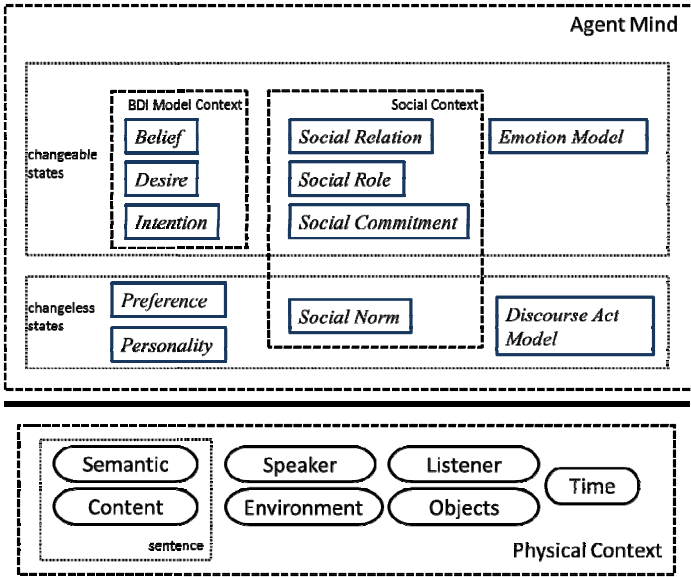 Agent Mind
BDI Model Context
Social Context
changeable
states
Belief
Social Relation
Emotion Model
Desire
Social Role
Intention
Social Commitment
changeless
states
Preference
Social Norm
Discourse Act
Model
Personality
Semantic
Speaker
Listener
Time
Content
Environment
Objects
sentence
Physical Context